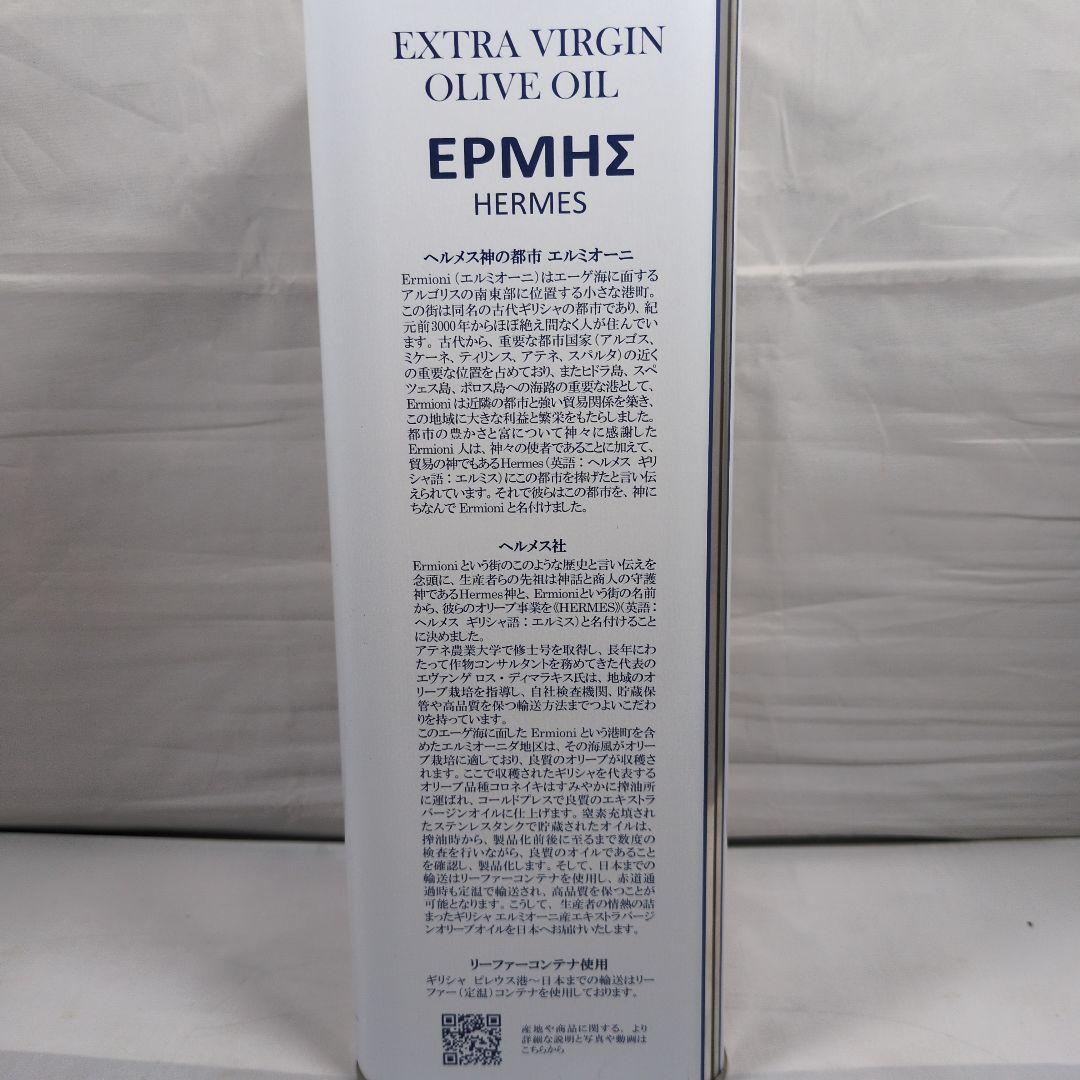 EXTRA VIRGIN
OLIVE OIL
ΕΡΜΗΣ
HERMES
ヘルメス神の都市 エルミオーニ
Ermioni（エルミオーニ）はエーゲ海に面する
アルゴリスの南東部に位置する小さな港町。
この街は同名の古代ギリシャの都市であり、紀
元前3000年からほぼ絶え間なく人が住んでい
ます。古代から、重要な都市国家（アルゴス、
ミケーネ、ティリンス、アテネ、スパルタ）の近く
の重要な位置を占めており、またヒドラ島、スペ
ツェス島、ポロス島への海路の重要な港として、
Ermioni は近隣の都市と強い貿易関係を築き、
この地域に大きな利益と繁栄をもたらしました。
都市の豊かさと富について神々に感謝した
Ermioni 人は、神々の使者であることに加えて、
貿易の神でもあるHermes（英語：ヘルメス ギリ
シャ語：エルミス）にこの都市を捧げたと言い伝
えられています。それで彼らはこの都市を、神に
ちなんで Ermioni と名付けました。
ヘルメス社
Ermioni という街のこのような歴史と言い伝えを
念頭に、生産者らの先祖は神話と商人の守護
神であるHermes神と、Ermioniという街の名前
から、彼らのオリーブ事業を《HERMES》（英語：
ヘルメス ギリシャ語：エルミス）と名付けること
に決めました。
アテネ農業大学で修士号を取得し、長年にわ
たって作物コンサルタントを務めてきた代表の
エヴァンゲ ロス・ディマラキス氏は、地域のオ
リーブ栽培を指導し、自社検査機関、貯蔵保
管や高品質を保つ輸送方法までつよいこだわ
りを持っています。
このエーゲ海に面した Ermioni という港町を含
めたエルミオーニダ地区は、その海風がオリー
ブ栽培に適しており、良質のオリーブが収穫さ
れます。ここで収穫されたギリシャを代表する
オリーブ品種コロネイキはすみやかに搾油所
に運ばれ、コールドプレスで良質のエキストラ
バージンオイルに仕上げます。窒素充填され
たステンレスタンクで貯蔵されたオイルは、
搾油時から、製品化前後に至るまで数度の
検査を行いながら、良質のオイルであること
を確認し、製品化します。そして、日本までの
輸送はリーファーコンテナを使用し、赤道通
過時も定温で輸送され、高品質を保つことが
可能となります。こうして、生産者の情熱の詰
まったギリシャ エルミオーニ産エキストラバージ
ンオリーブオイルを日本へお届けいたします。
リーファーコンテナ使用
ギリシャ ピレウス港～日本までの輸送はリー
ファー（定温）コンテナを使用しております。
産地や商品に関する、より
詳細な説明と写真や動画は
こちらから